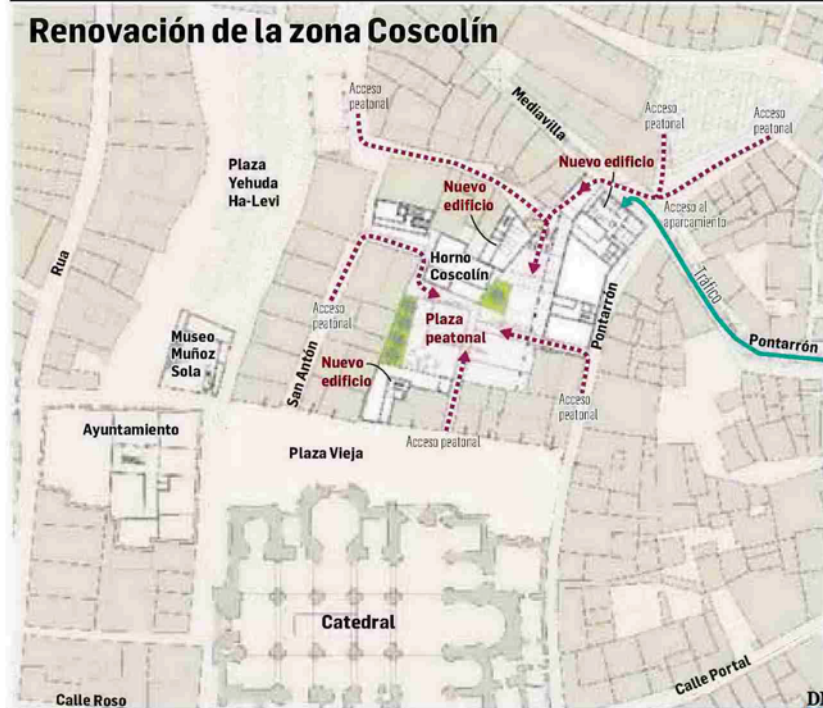 Renovación de la zona Coscolín
Acceso
peatonal
Mediavilla
Acceso
peatonal
Acceso
peatonal
Plaza
Yehuda
Ha-Levi
Nuevo edificio
Nuevo
edificio
Acceso al
aparcamiento
Rua
Horno
Coscolín
Tráfico
Acceso
peatonal
Plaza
peatonal
Pontarrón
Pontarrón
Museo
Muñoz
Sola
San Antón
Nuevo
edificio
Acceso
peatonal
Ayuntamiento
Acceso peatonal
Plaza Vieja
Catedral
Calle Portal
Calle Roso